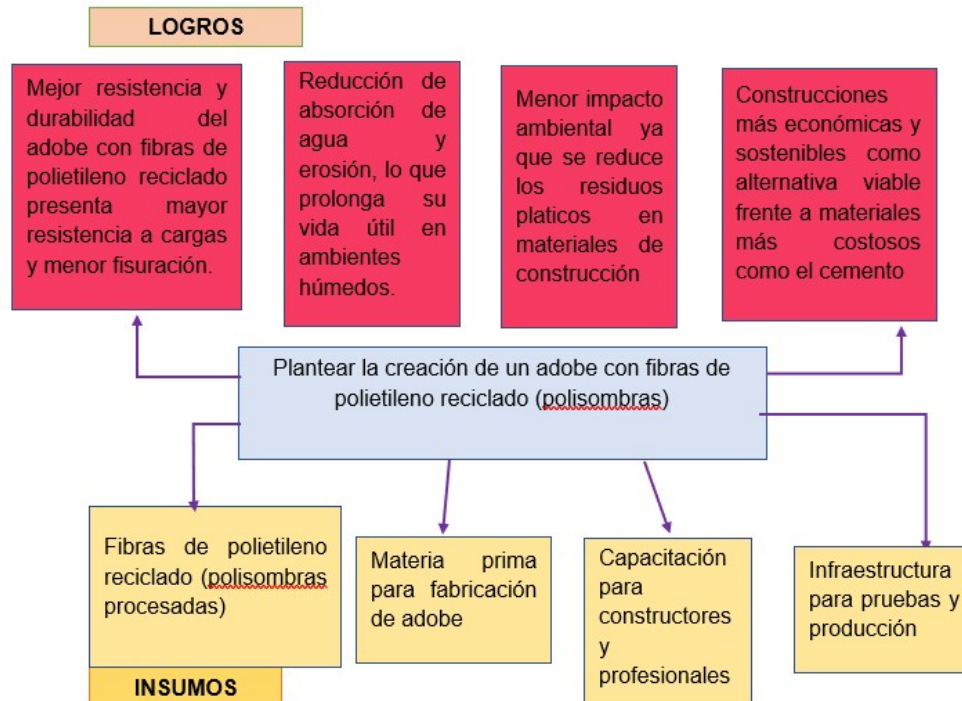 LOGROS
Mejor resistencia y
durabilidad del
adobe con fibras de
polietileno reciclado
presenta mayor
resistencia a cargas
y menor fisuración.
Reducción de
absorción de
agua y
erosión, lo que
prolonga su
vida útil en
ambientes
húmedos.
Menor impacto
ambiental ya
que se reduce
los residuos
platicos en
materiales de
construcción
Construcciones
más económicas y
sostenibles como
alternativa viable
frente a materiales
más costosos
como el cemento
Plantear la creación de un adobe con fibras de
polietileno reciclado (polisombras)
Fibras de polietileno
reciclado (polisombras
procesadas)
Materia prima
para fabricación
de adobe
Capacitación
para
constructores
y
profesionales
Infraestructura
para pruebas y
producción
INSUMOS